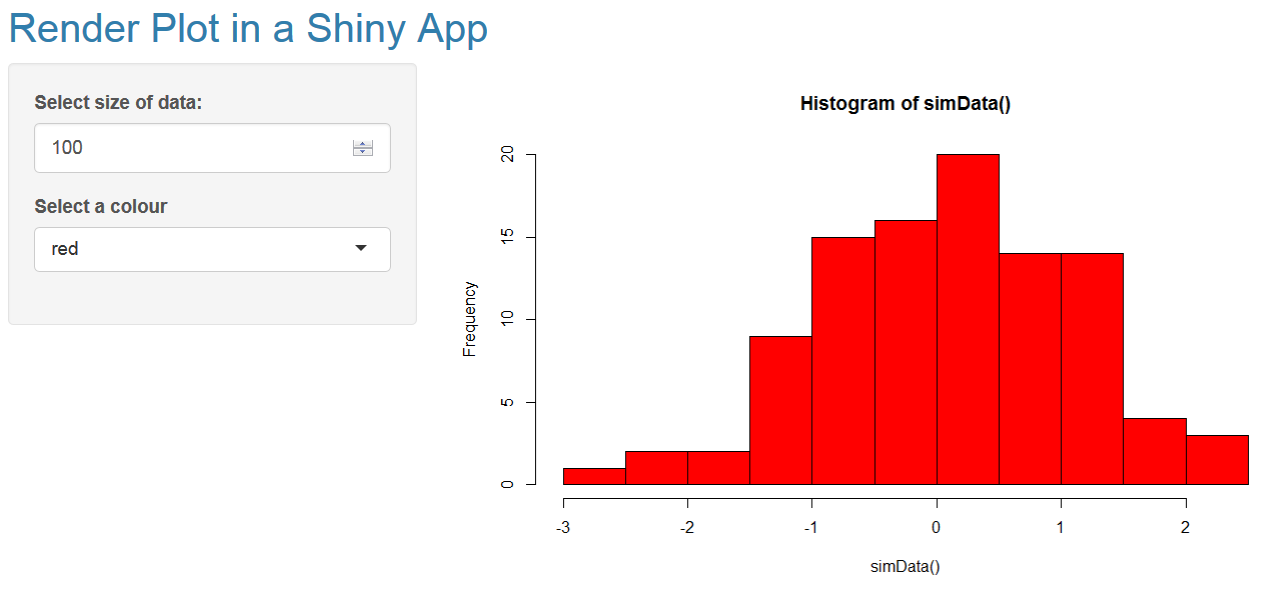 Render Plot in a Shiny App
Select size of data:
100
Select a colour
red
Histogram of simData()
Frequency
20
15
10
5
0
-3 -2 -1 0 1 2
simData()